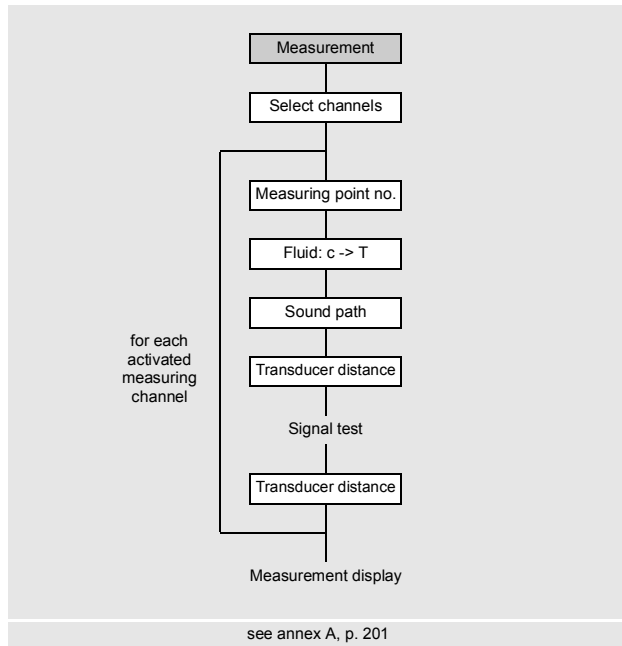 Measurement
Select channels
Measuring point no.
Fluid: c -> T
Sound path
for each
activated
measuring
channel
Transducer distance
Signal test
Transducer distance
Measurement display
see annex A, p. 201